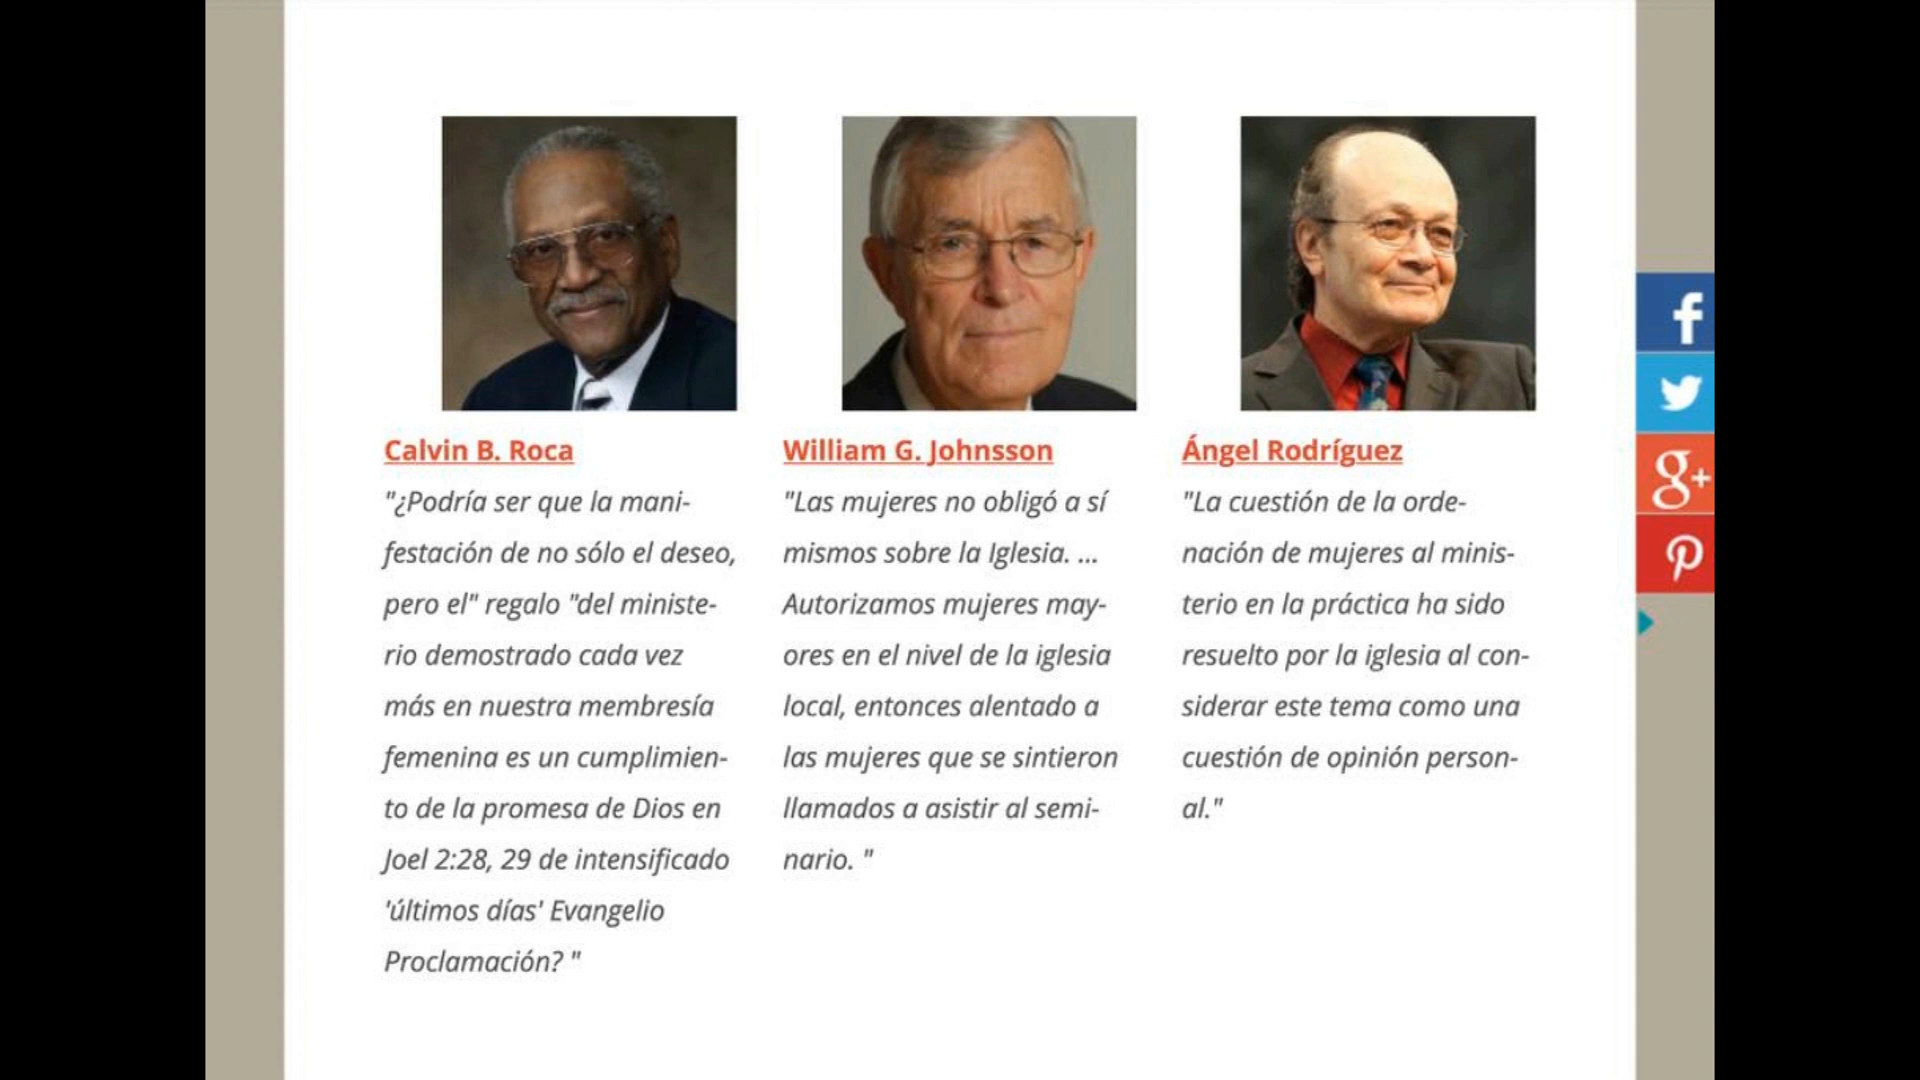 Calvin B. Roca
"¿Podría ser que la mani-
festación de no sólo el deseo,
pero el" regalo "del ministe-
rio demostrado cada vez
más en nuestra membresía
femenina es un cumplimien-
to de la promesa de Dios en
Joel 2:28, 29 de intensificado
'últimos días' Evangelio
Proclamación? "
William G. Johnsson
"Las mujeres no obligó a sí
mismos sobre la Iglesia. ...
Autorizamos mujeres may-
ores en el nivel de la iglesia
local, entonces alentado a
las mujeres que se sintieron
llamados a asistir al semi-
nario. "
Ángel Rodríguez
"La cuestión de la orde-
nación de mujeres al minis-
terio en la práctica ha sido
resuelto por la iglesia al con-
siderar este tema como una
cuestión de opinión person-
al."
f
g+